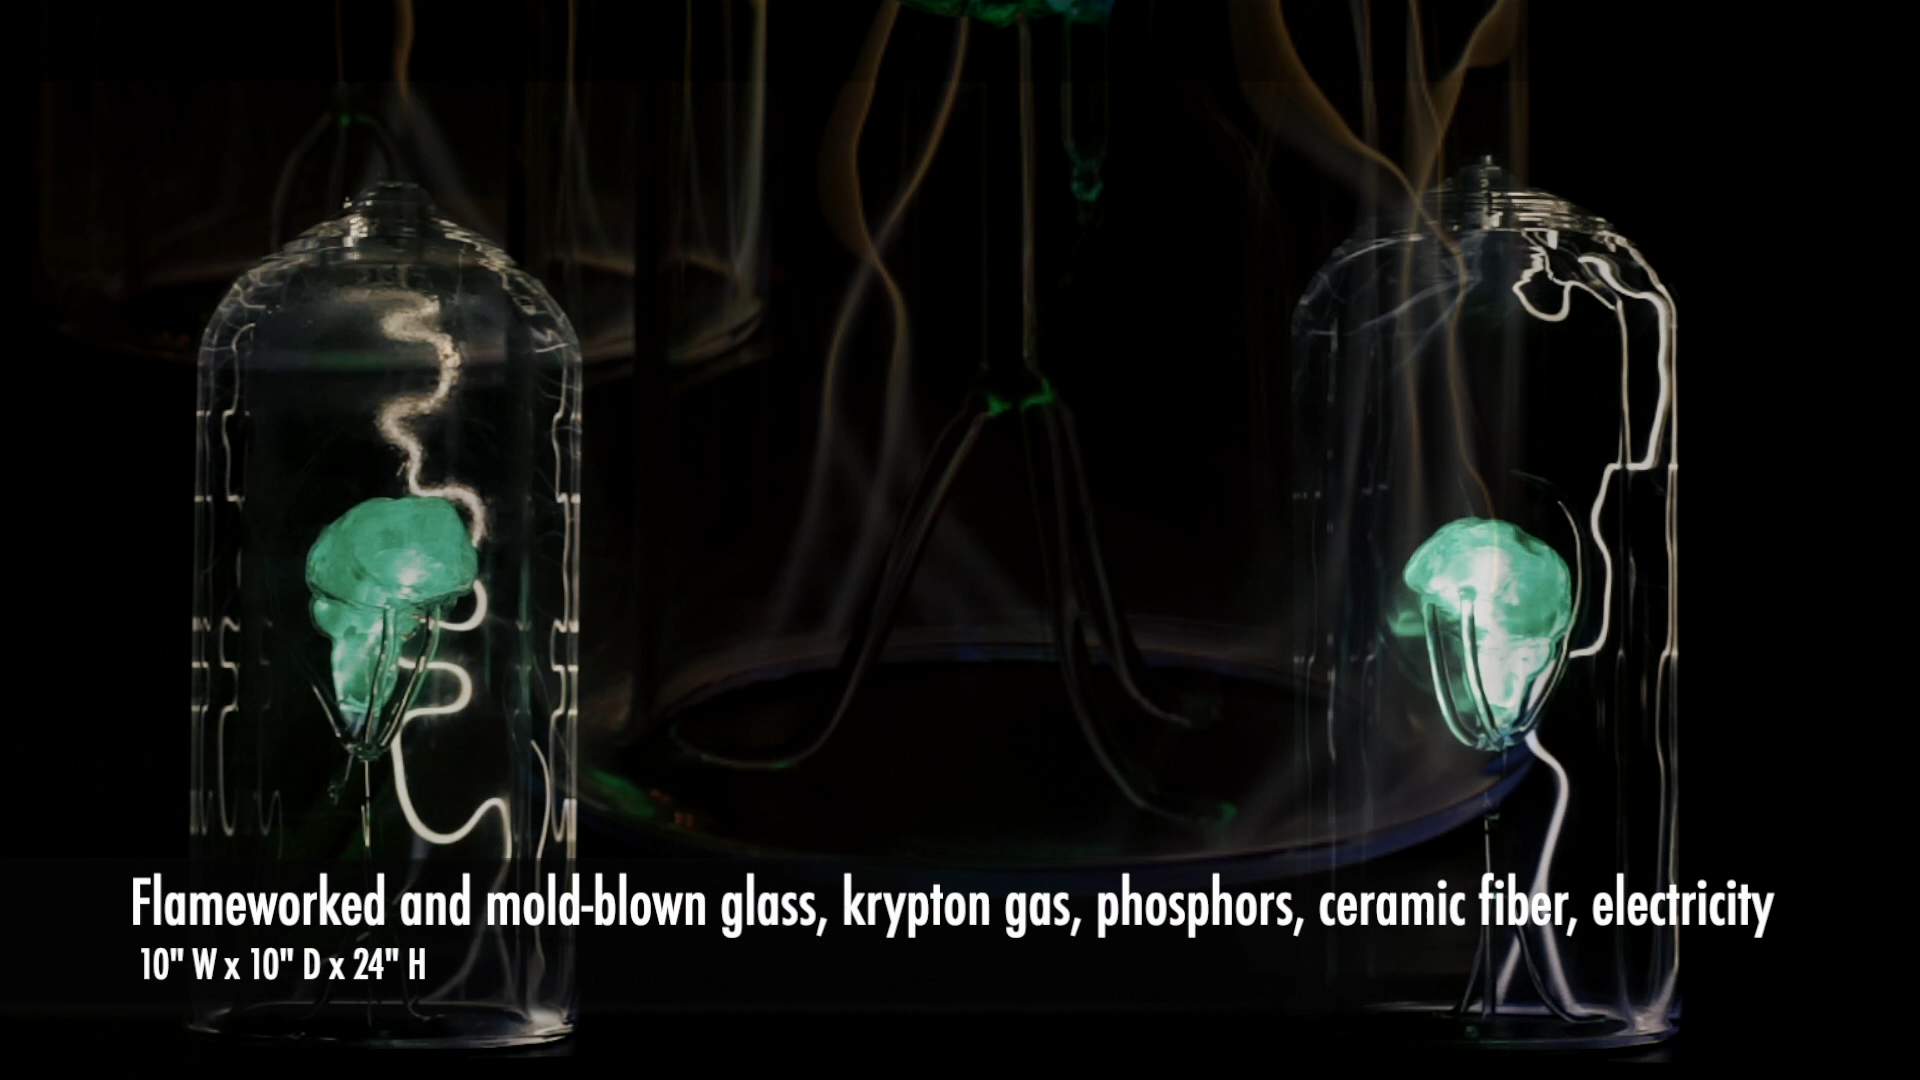 Flameworked and mold-blown glass, krypton gas, phosphors, ceramic fiber, electricity
10" W x 10" D x 24" H